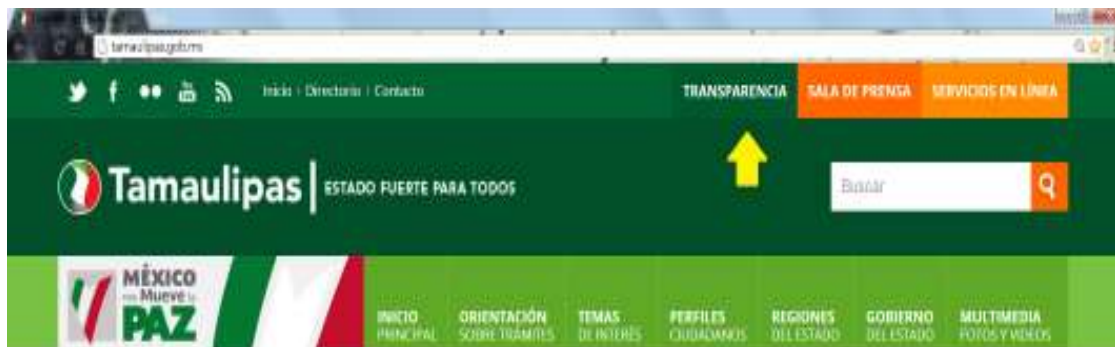 tamaulipas.gob.mx
Inicio | Directorio | Contacto
TRANSPARENCIA
SALA DE PRENSA
SERVICIOS EN LÍNEA
Tamaulipas | ESTADO FUERTE PARA TODOS
Buscar
MÉXICO
Mueve
PAZ
INICIO
PRINCIPAL
ORIENTACIÓN
SOBRE TRÁMITES
TEMAS
DE INTERÉS
PERFILES
CIUDADANOS
REGIONES
DEL ESTADO
GOBIERNO
DEL ESTADO
MULTIMEDIA
FOTOS Y VIDEOS